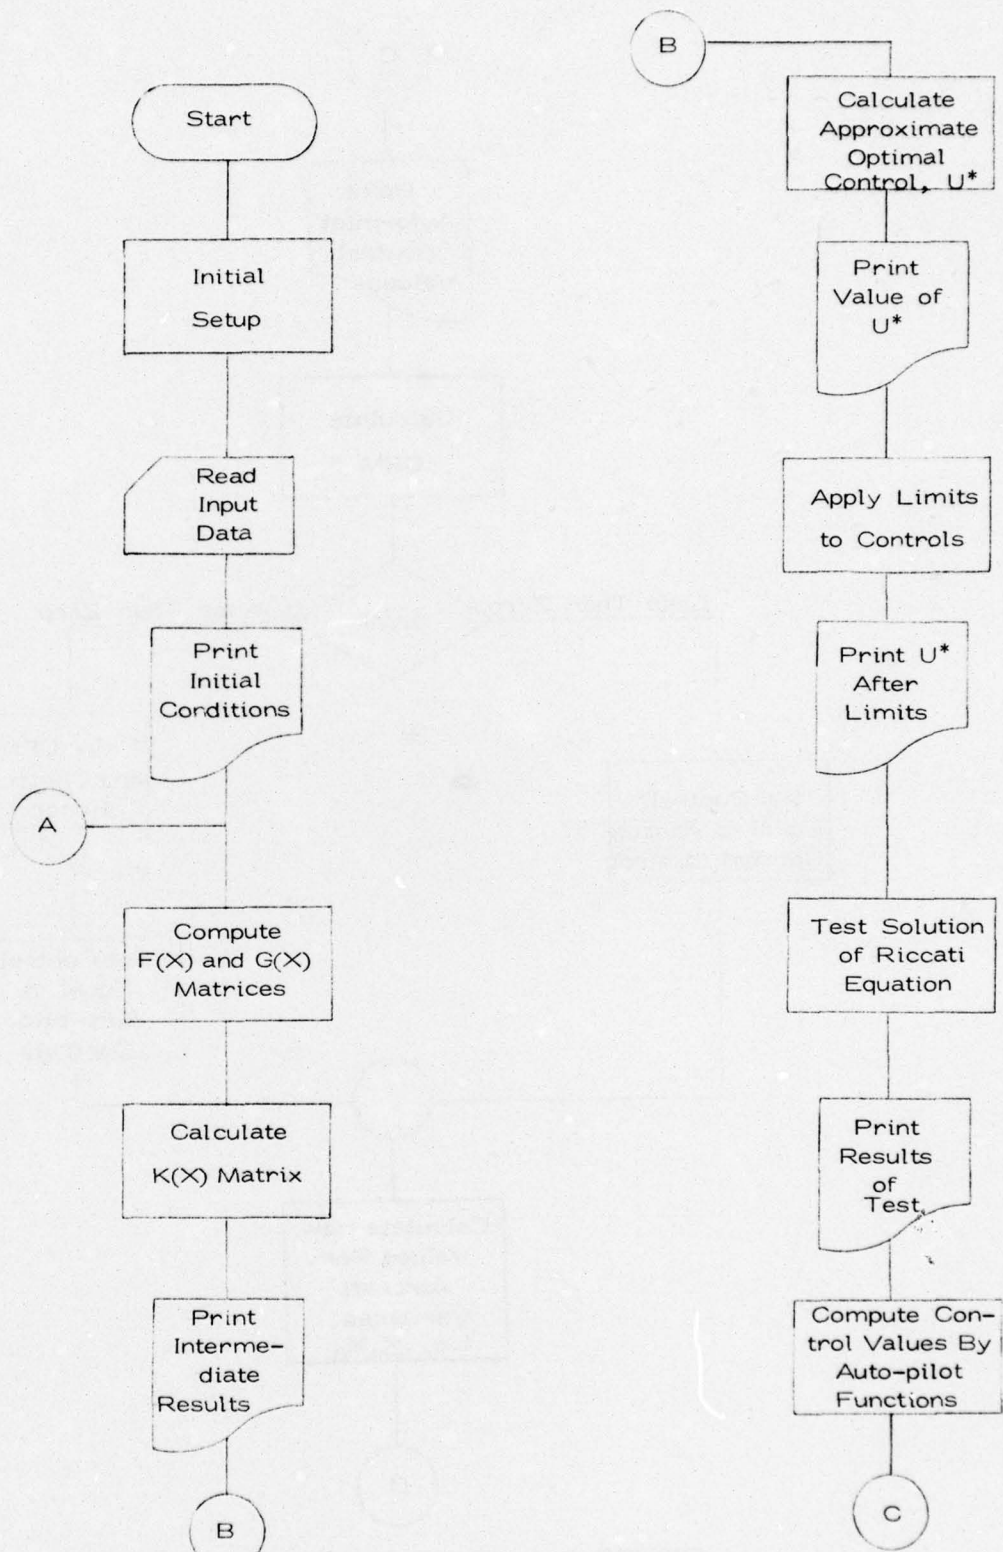 Start
Initial
Setup
Read
Input
Data
Print
Initial
Conditions
A
Compute
F(X) and G(X)
Matrices
Calculate
K(X) Matrix
Print
Interme-
diate
Results
B
B
Calculate
Approximate
Optimal
Control, U*
Print
Value of
U*
Apply Limits
to Controls
Print U*
After
Limits
Test Solution
of Riccati
Equation
Print
Results
of
Test
Compute Con-
trol Values By
Auto-pilot
Functions
C